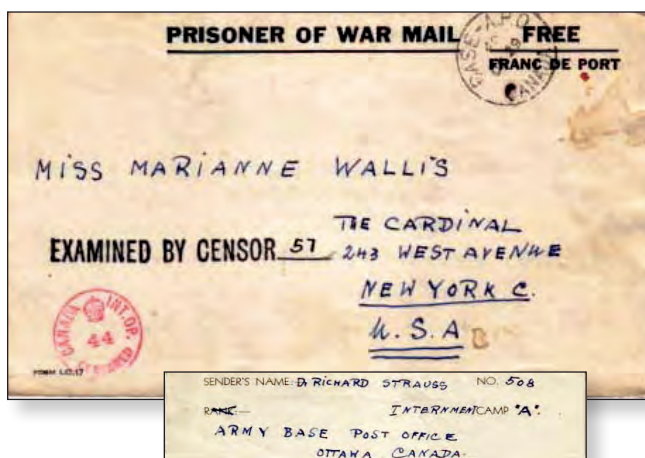 PRISONER OF WAR MAIL FREE
FRANC DE PORT
BASE - A.P.O.
CANADA
MISS MARIANNE WALLIS
THE CARDINAL
243 WEST AVENUE
NEW YORK C.
U.S.A
EXAMINED BY CENSOR 57
CANADA INT. OP.
44
CENSORED
SENDER'S NAME: Dr RICHARD STRAUSS NO. 508
RANK INTERNMENT CAMP "A".
ARMY BASE POST OFFICE
OTTAWA CANADA.